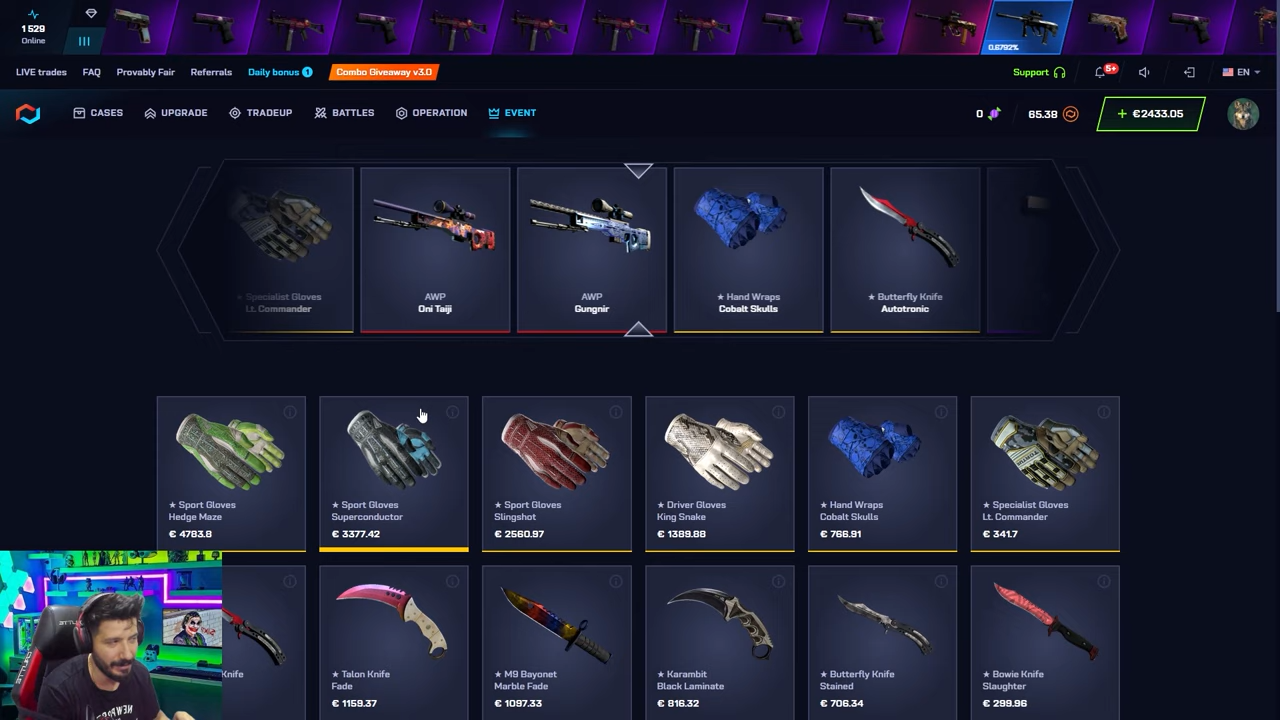 1 529
Online
0.6792%
LIVE trades
FAQ
Provably Fair
Referrals
Daily bonus 1
Combo Giveaway v3.0
Support
5+
EN
CASES
UPGRADE
TRADEUP
BATTLES
OPERATION
EVENT
0
65.38
+ €2433.05
★ Specialist Gloves
Lt. Commander
AWP
Oni Taiji
AWP
Gungnir
★ Hand Wraps
Cobalt Skulls
★ Butterfly Knife
Autotronic
★ Sport Gloves
Hedge Maze
€ 4783.8
★ Sport Gloves
Superconductor
€ 3377.42
★ Sport Gloves
Slingshot
€ 2560.97
★ Driver Gloves
King Snake
€ 1389.88
★ Hand Wraps
Cobalt Skulls
€ 766.91
★ Specialist Gloves
Lt. Commander
€ 341.7
Knife
★ Talon Knife
Fade
€ 1159.37
★ M9 Bayonet
Marble Fade
€ 1097.33
★ Karambit
Black Laminate
€ 816.32
★ Butterfly Knife
Stained
€ 706.34
★ Bowie Knife
Slaughter
€ 299.96